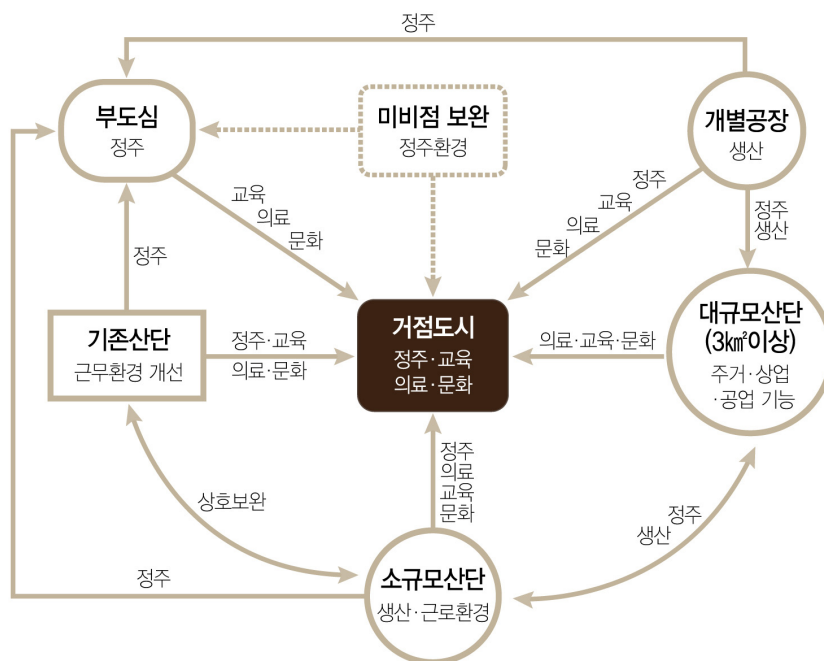 정주
부도심
정주
미비점 보완
정주환경
개별공장
생산
교육
의료
문화
정주
교육
의료
문화
정주
생산
정주
기존산단
근무환경 개선
정주·교육
의료·문화
거점도시
정주·교육
의료·문화
의료·교육·문화
대규모산단
(3㎢이상)
주거·상업
·공업 기능
정주
의료
교육
문화
상호보완
정주
생산
정주
소규모산단
생산·근로환경